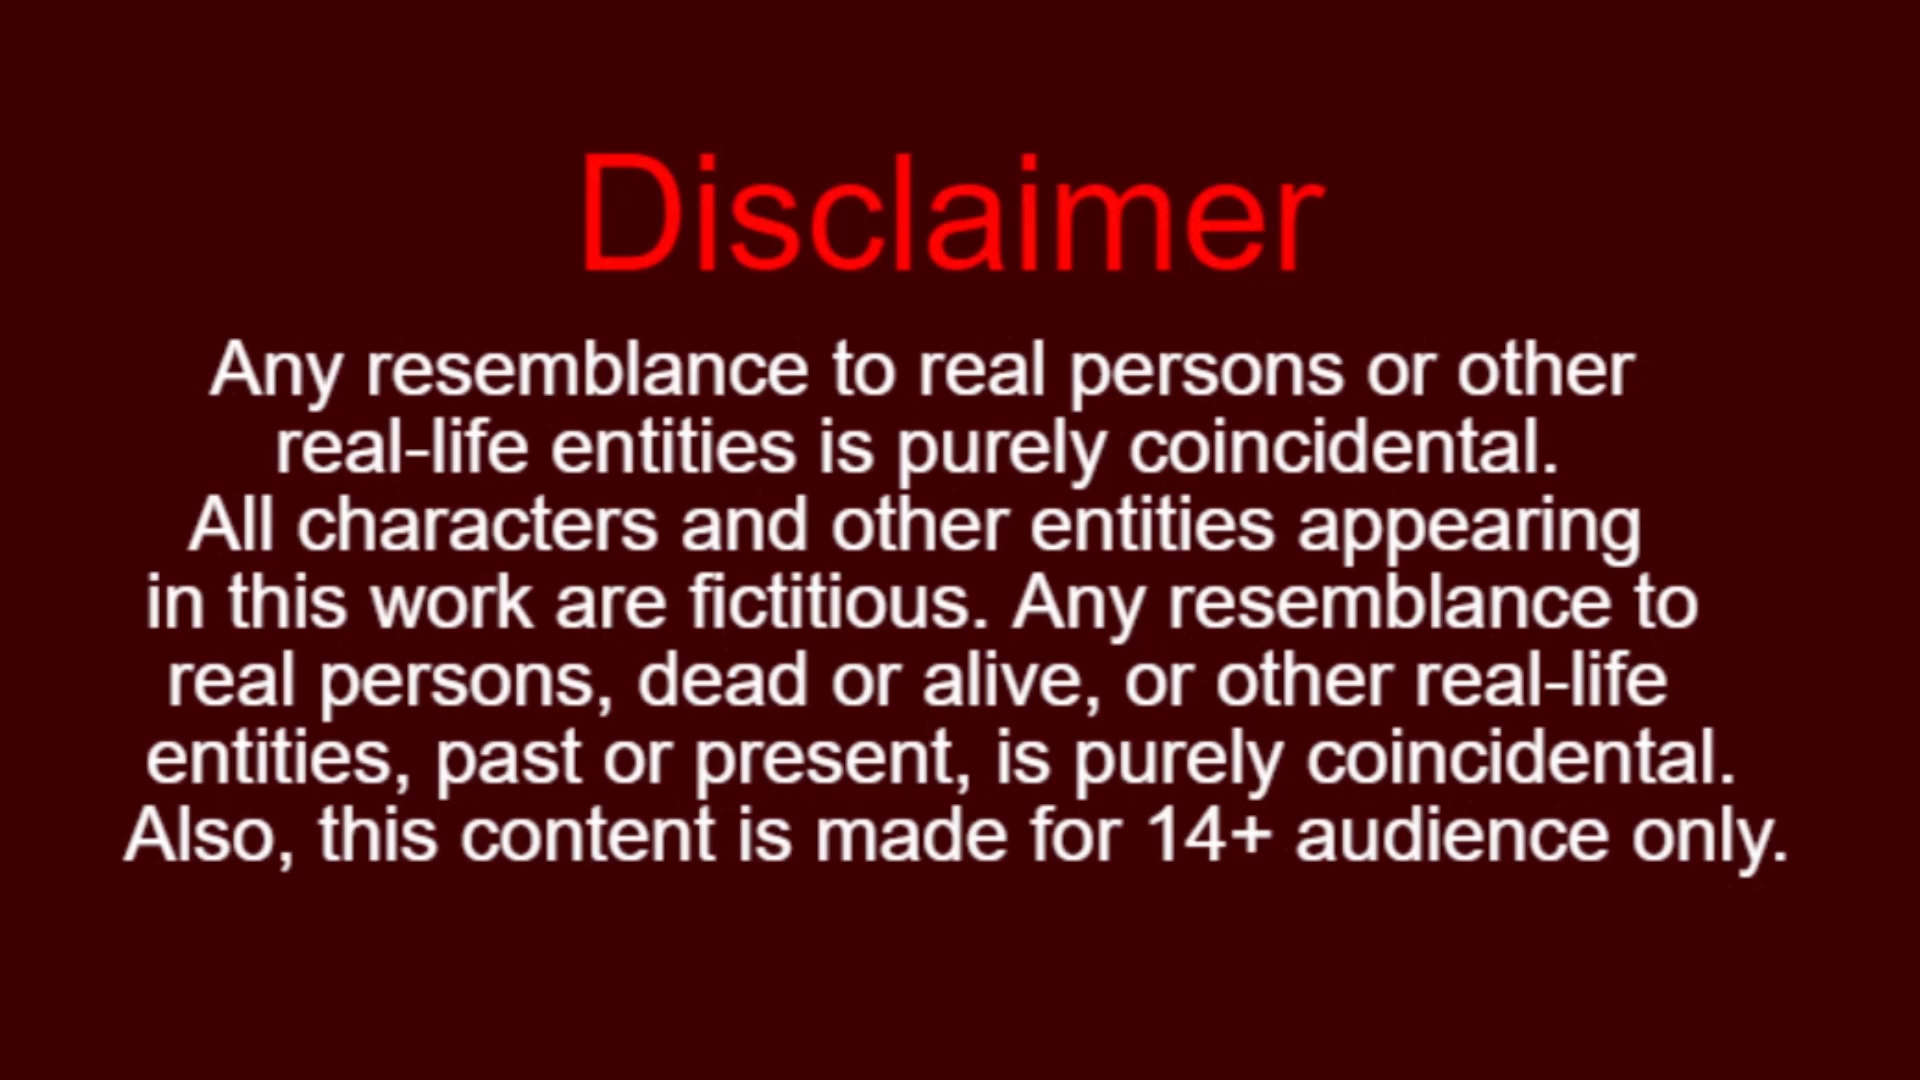 Disclaimer
Any resemblance to real persons or other
real-life entities is purely coincidental.
All characters and other entities appearing
in this work are fictitious. Any resemblance to
real persons, dead or alive, or other real-life
entities, past or present, is purely coincidental.
Also, this content is made for 14+ audience only.